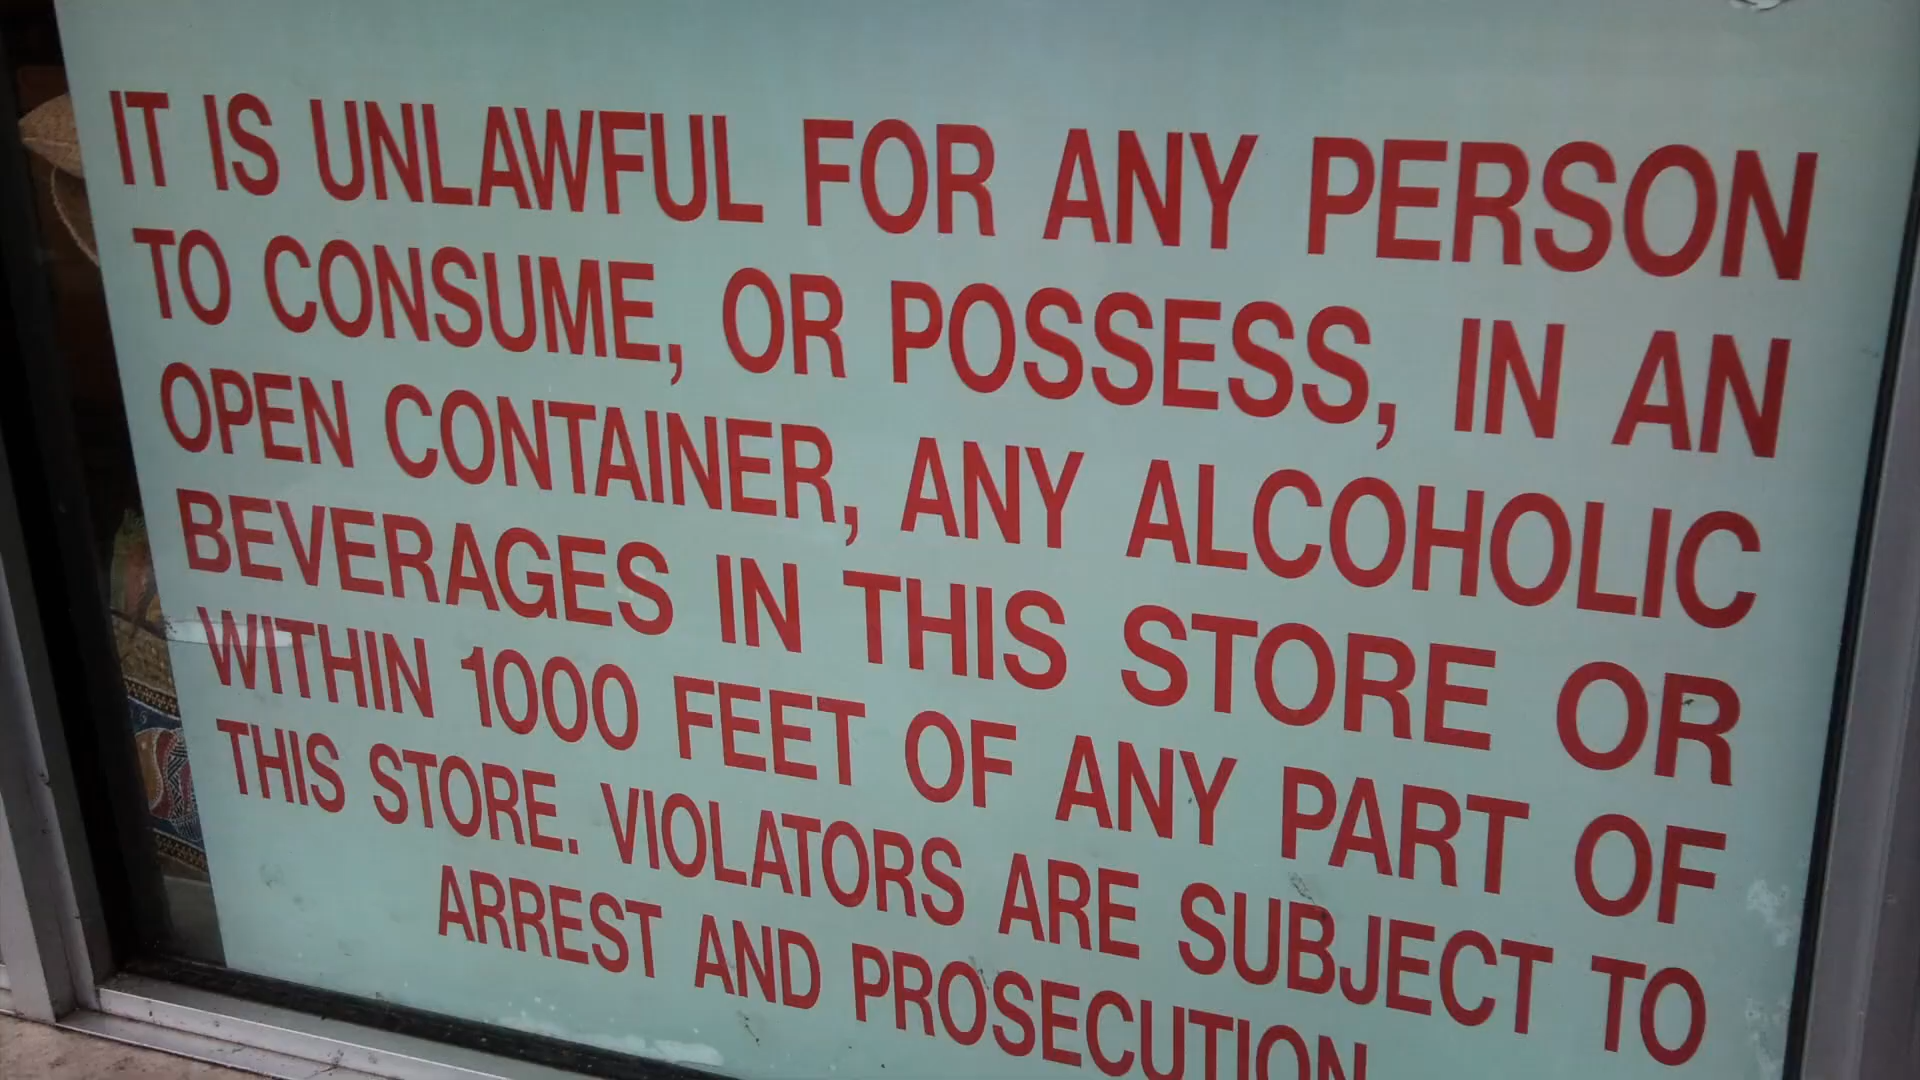 IT IS UNLAWFUL FOR ANY PERSON
TO CONSUME, OR POSSESS, IN AN
OPEN CONTAINER, ANY ALCOHOLIC
BEVERAGES IN THIS STORE OR
WITHIN 1000 FEET OF ANY PART OF
THIS STORE. VIOLATORS ARE SUBJECT TO
ARREST AND PROSECUTION